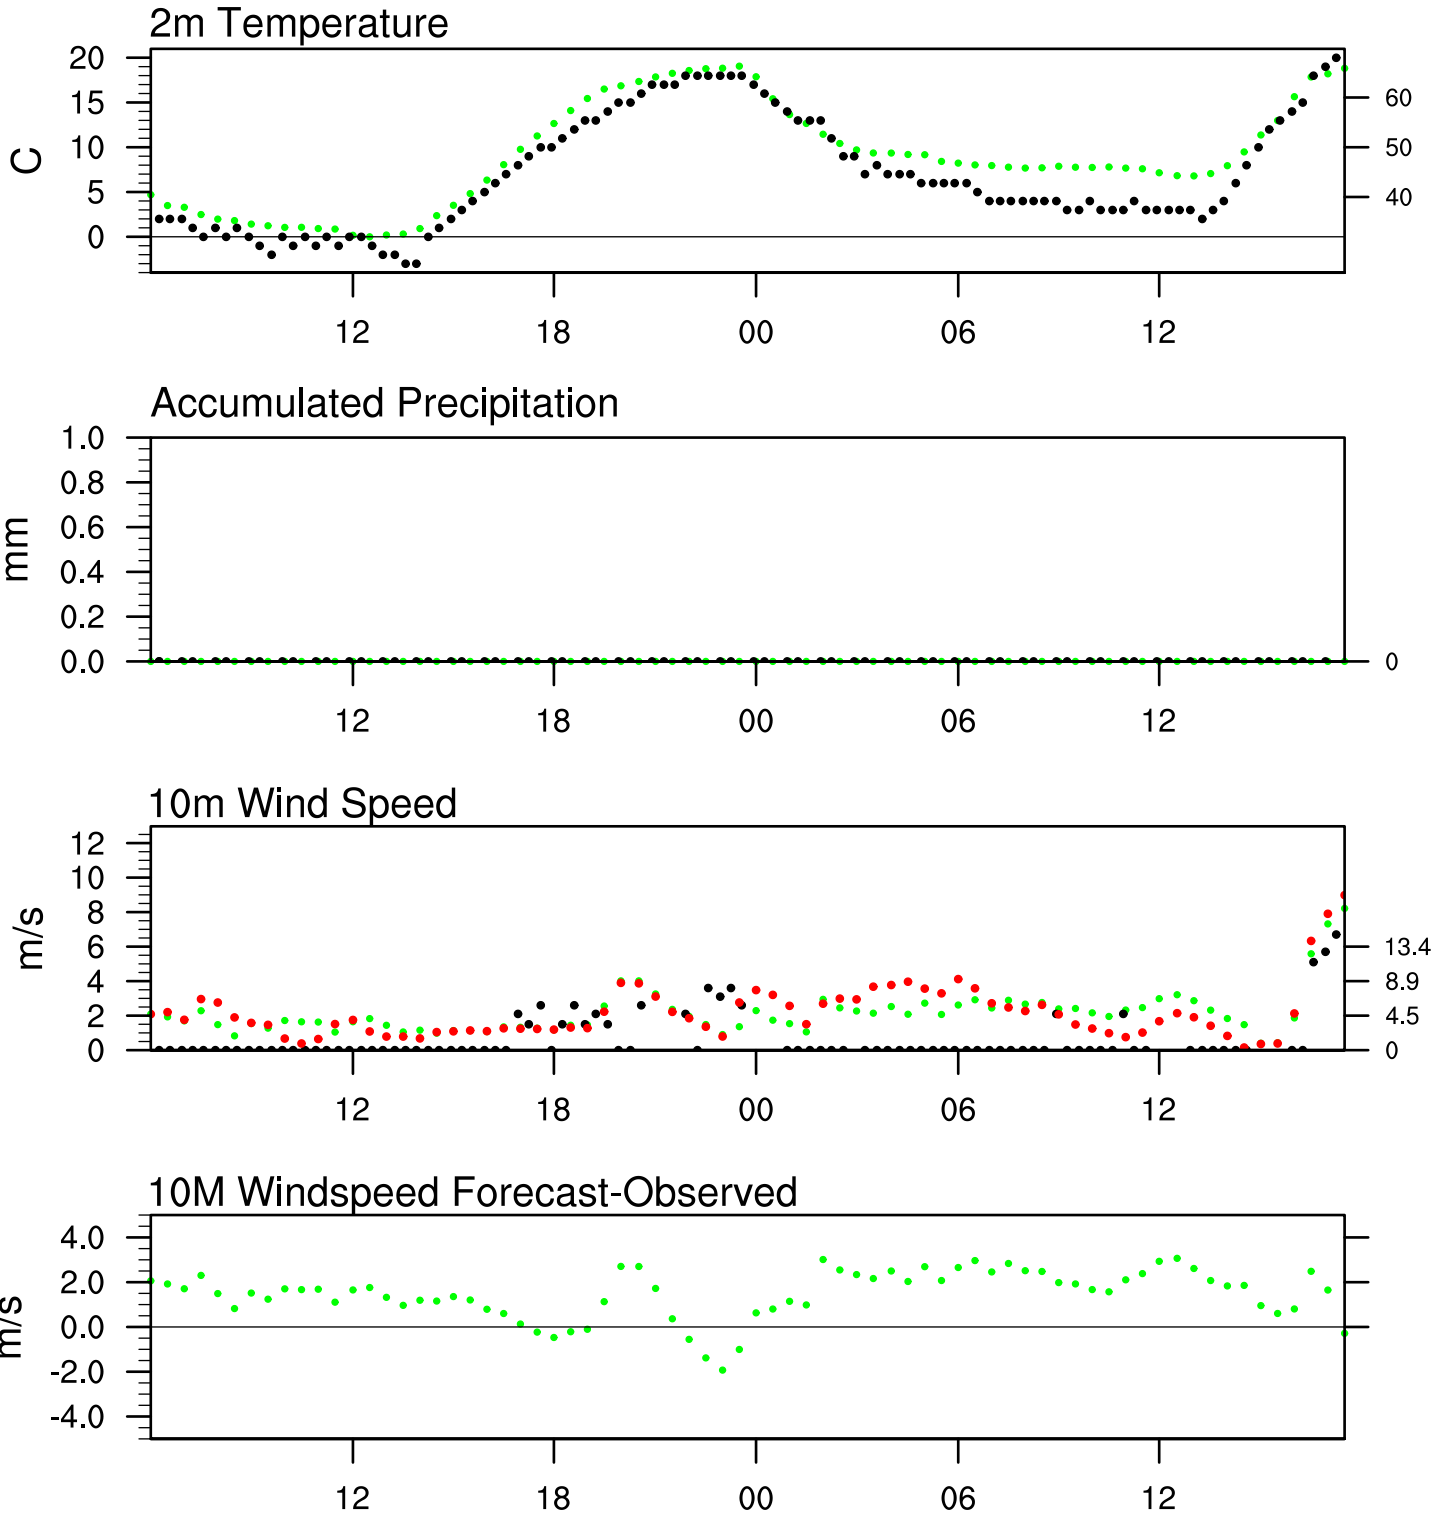 2m Temperature
20
15
10
5
0
C
60
50
40
12 18 00 06 12
Accumulated Precipitation
1.0
0.8
0.6
0.4
0.2
0.0
mm
0
12 18 00 06 12
10m Wind Speed
12
10
8
6
4
2
0
m/s
13.4
8.9
4.5
0
12 18 00 06 12
10M Windspeed Forecast-Observed
4.0
2.0
0.0
-2.0
-4.0
m/s
12 18 00 06 12